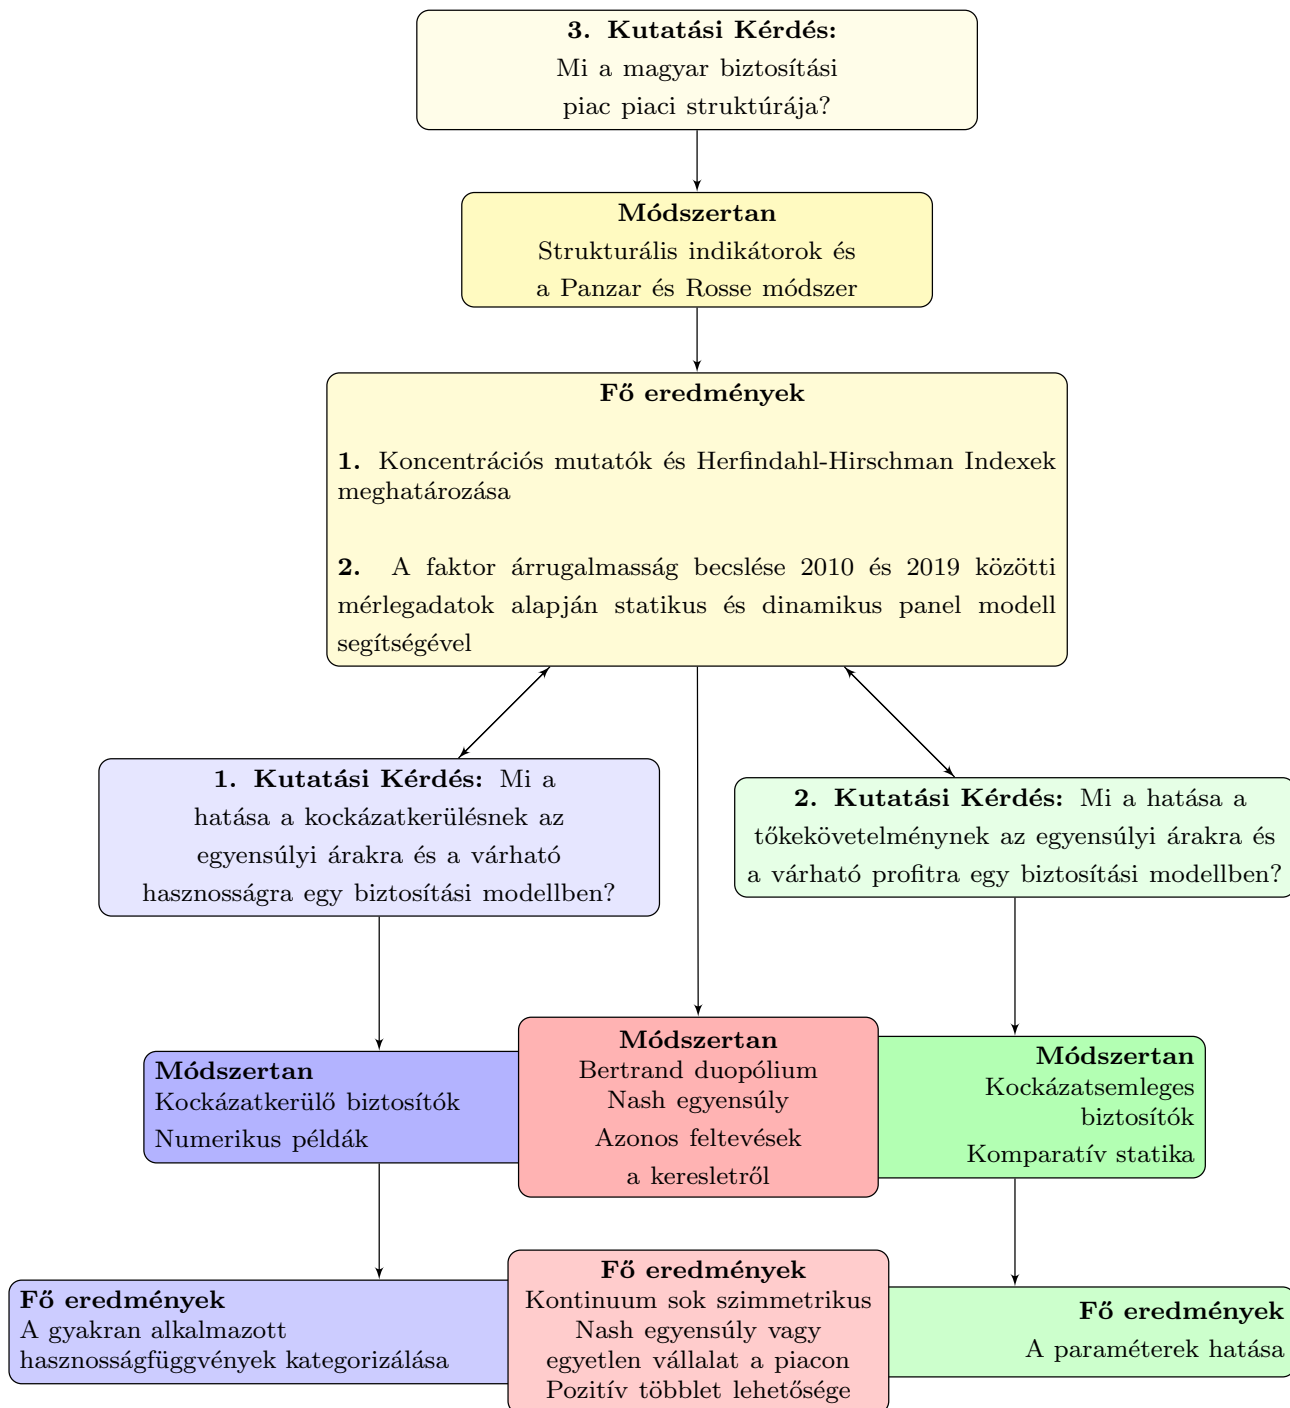 3. Kutatási Kérdés:
Mi a magyar biztosítási
piac piaci struktúrája?
Módszertan
Strukturális indikátorok és
a Panzar és Rosse módszer
Fő eredmények
1. Koncentrációs mutatók és Herfindahl-Hirschman Indexek
meghatározása
2. A faktor árrugalmasság becslése 2010 és 2019 közötti
mérlegadatok alapján statikus és dinamikus panel modell
segítségével
1. Kutatási Kérdés: Mi a
hatása a kockázatkerülésnek az
egyensúlyi árakra és a várható
hasznosságra egy biztosítási modellben?
2. Kutatási Kérdés: Mi a hatása a
tőkekövetelménynek az egyensúlyi árakra és
a várható profitra egy biztosítási modellben?
Módszertan
Kockázatkerülő biztosítók
Numerikus példák
Módszertan
Bertrand duopólium
Nash egyensúly
Azonos feltevések
a keresletről
Módszertan
Kockázatsemleges
biztosítók
Komparatív statika
Fő eredmények
A gyakran alkalmazott
hasznosságfüggvények kategorizálása
Fő eredmények
Kontinuum sok szimmetrikus
Nash egyensúly vagy
egyetlen vállalat a piacon
Pozitív többlet lehetősége
Fő eredmények
A paraméterek hatása